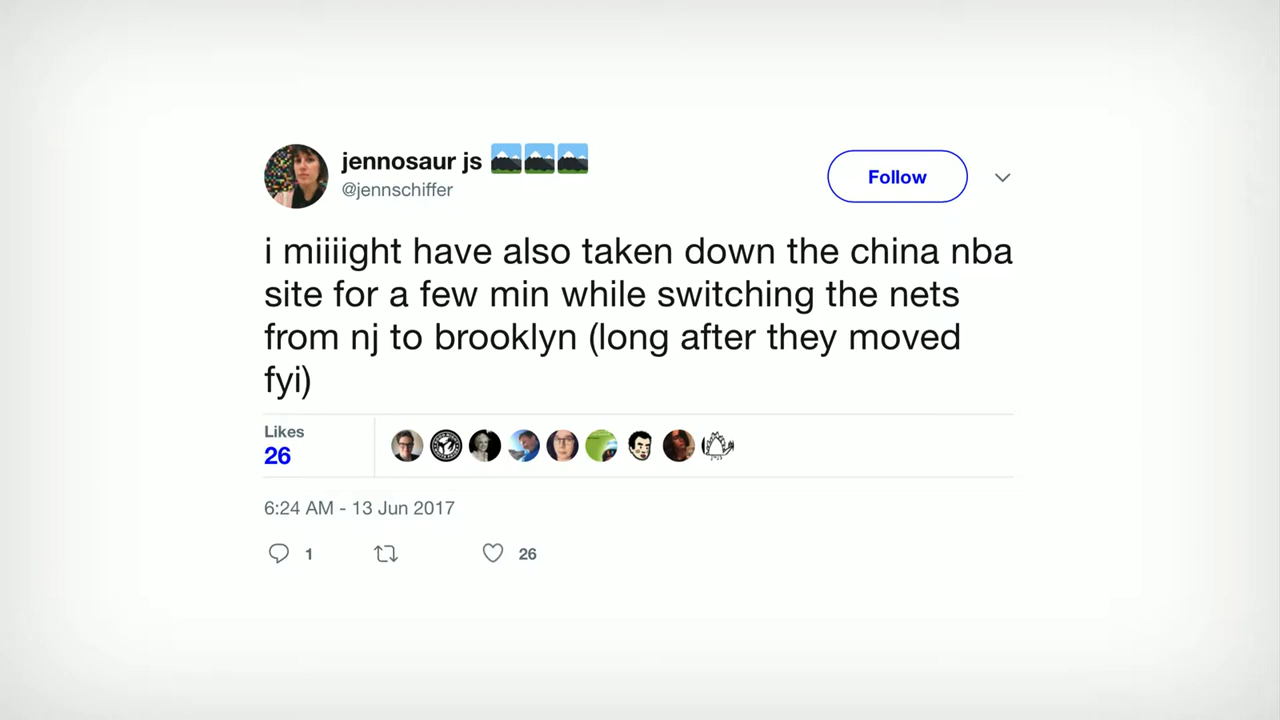 jennosaur js 🏔🏔🏔
@jennschiffer
Follow
i miiiight have also taken down the china nba
site for a few min while switching the nets
from nj to brooklyn (long after they moved
fyi)
Likes
26
6:24 AM - 13 Jun 2017
1
26